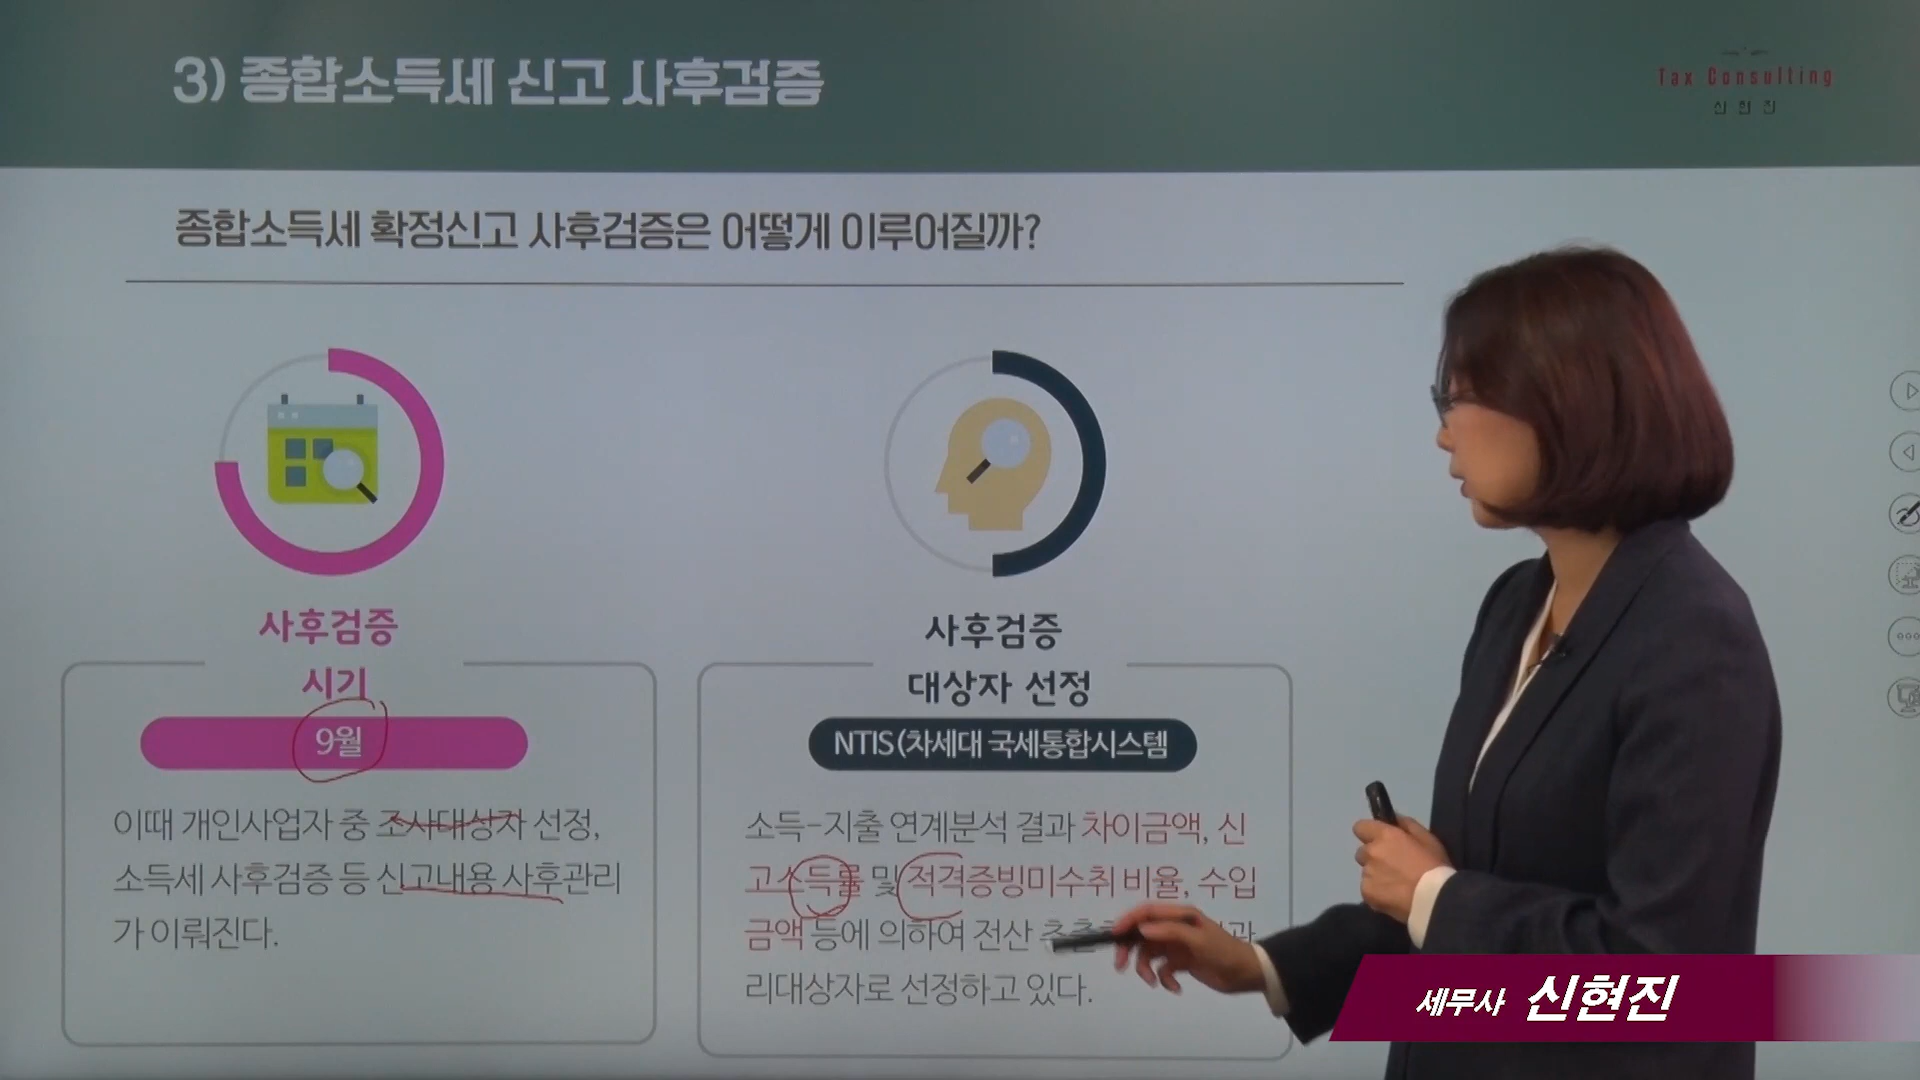 3) 종합소득세 신고 사후검증
Tax Consulting
신현진
종합소득세 확정신고 사후검증은 어떻게 이루어질까?
사후검증
시기
9월
이때 개인사업자 중 조사대상자 선정,
소득세 사후검증 등 신고내용 사후관리
가 이뤄진다.
사후검증
대상자 선정
NTIS(차세대 국세통합시스템
소득-지출 연계분석 결과 차이금액, 신
고소득률 및 적격증빙미수취 비율, 수입
금액 등에 의하여 전산
리대상자로 선정하고 있다.
세무사 신현진